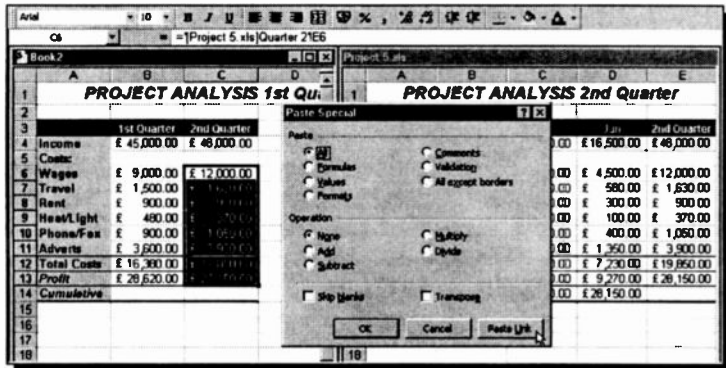 Arial 10 B I U % ,
C6 = ='[Project 5.xls]Quarter 2'!E6
Book2
A B C D
1 PROJECT ANALYSIS 1st Qu
2
3 1st Quarter 2nd Quarter
4 Income £ 45,000.00 £ 48,000.00
5 Costs:
6 Wages £ 9,000.00 £ 12,000.00
7 Travel £ 1,500.00
8 Rent £ 900.00
9 Heat/Light £ 480.00
10 Phone/Fax £ 900.00
11 Adverts £ 3,600.00
12 Total Costs £ 16,380.00
13 Profit £ 28,620.00
14 Cumulative
15
16
17
18
Project 5.xls
A B C D E
1 PROJECT ANALYSIS 2nd Quarter
Jun 2nd Quarter
£ 16,500.00 £ 48,000.00
£ 4,500.00 £ 12,000.00
£ 580.00 £ 1,630.00
£ 300.00 £ 900.00
£ 100.00 £ 370.00
£ 400.00 £ 1,050.00
£ 1,350.00 £ 3,900.00
£ 7,230.00 £ 19,850.00
£ 9,270.00 £ 28,150.00
£ 28,150.00
18
Paste Special
Paste
All Comments
Formulas Validation
Values All except borders
Formats
Operation
None Multiply
Add Divide
Subtract
Skip blanks Transpose
OK Cancel Paste Link